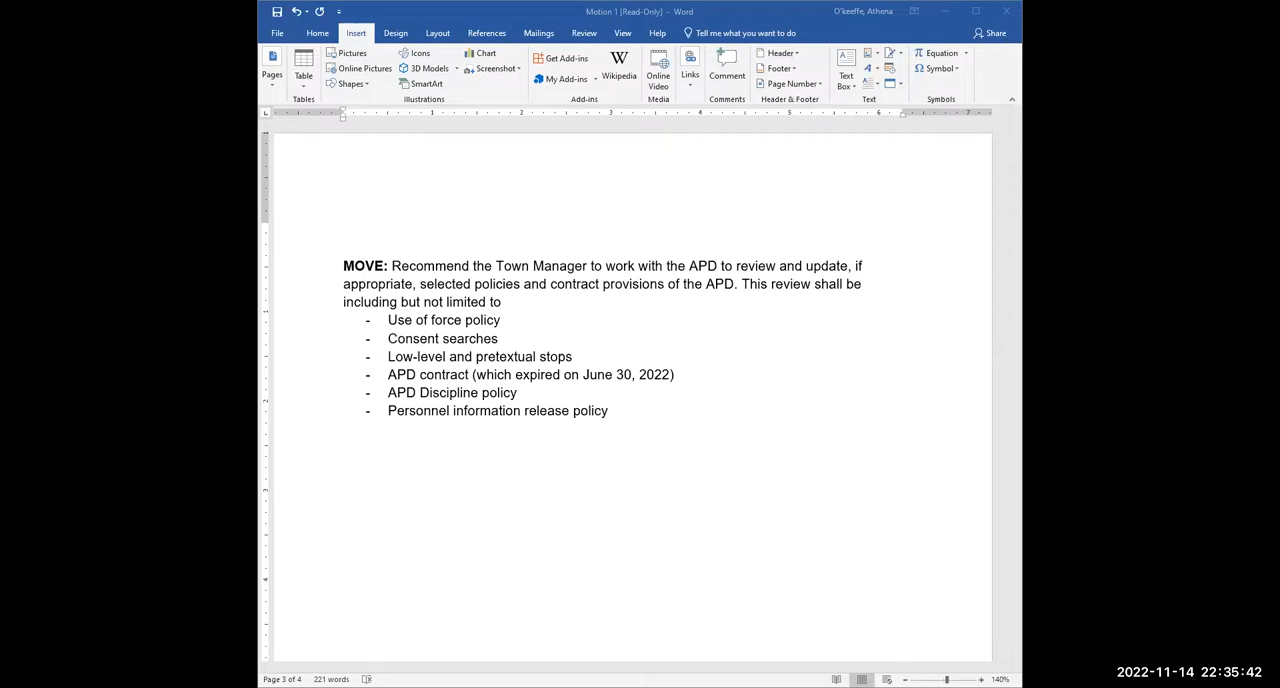 Motion 1 [Read-Only] - Word
O'keeffe, Athena
File Home Insert Design Layout References Mailings Review View Help Tell me what you want to do Share
Pages
Table
Tables
Pictures
Online Pictures
Shapes
Icons
3D Models
SmartArt
Chart
Screenshot
Illustrations
Get Add-ins
My Add-ins
W
Wikipedia
Add-ins
Online Video
Media
Links
Comment
Comments
Header
Footer
Page Number
Header & Footer
Text Box
Text
π Equation
Ω Symbol
Symbols
L
1 2 3 4 5 6 7
MOVE: Recommend the Town Manager to work with the APD to review and update, if
appropriate, selected policies and contract provisions of the APD. This review shall be
including but not limited to
- Use of force policy
- Consent searches
- Low-level and pretextual stops
- APD contract (which expired on June 30, 2022)
- APD Discipline policy
- Personnel information release policy
Page 3 of 4 221 words
140%
2022-11-14 22:35:42